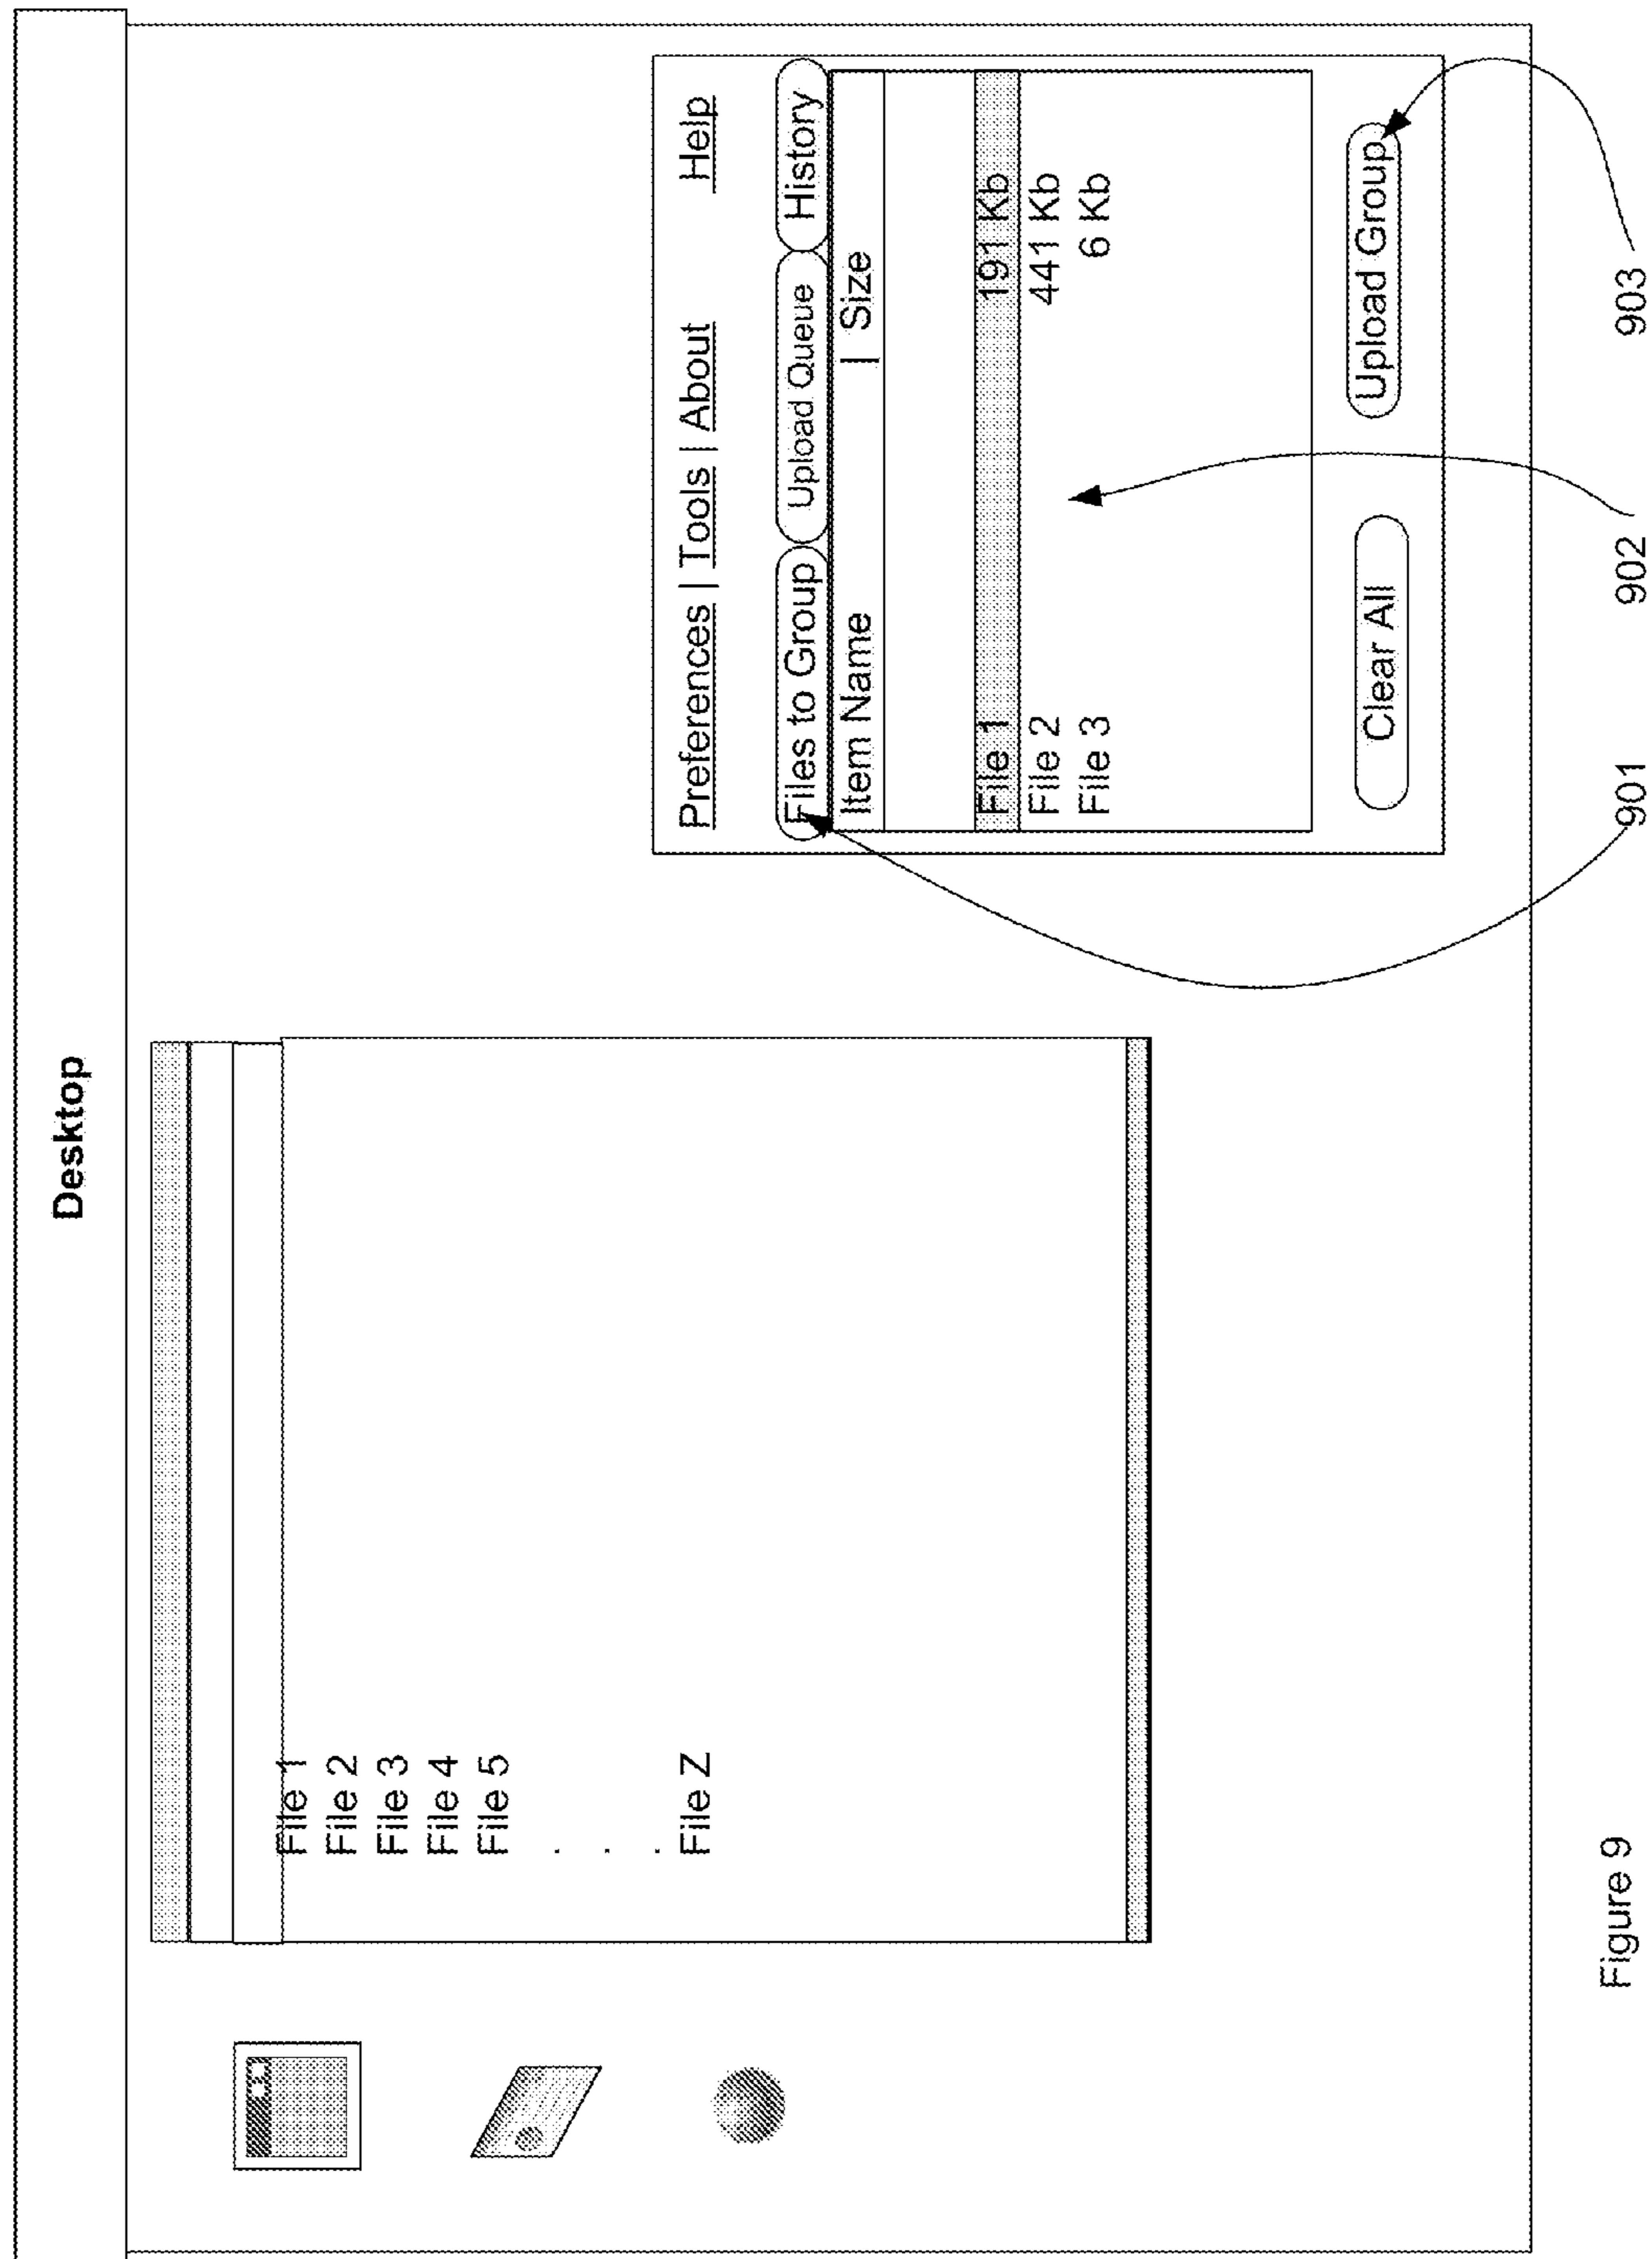 Desktop
File 1
File 2
File 3
File 4
File 5
.
.
.
File Z
Preferences | Tools | About Help
Files to Group Upload Queue History
Item Name | Size
File 1 191 Kb
File 2 441 Kb
File 3 6 Kb
Clear All Upload Group
901 902 903
Figure 9